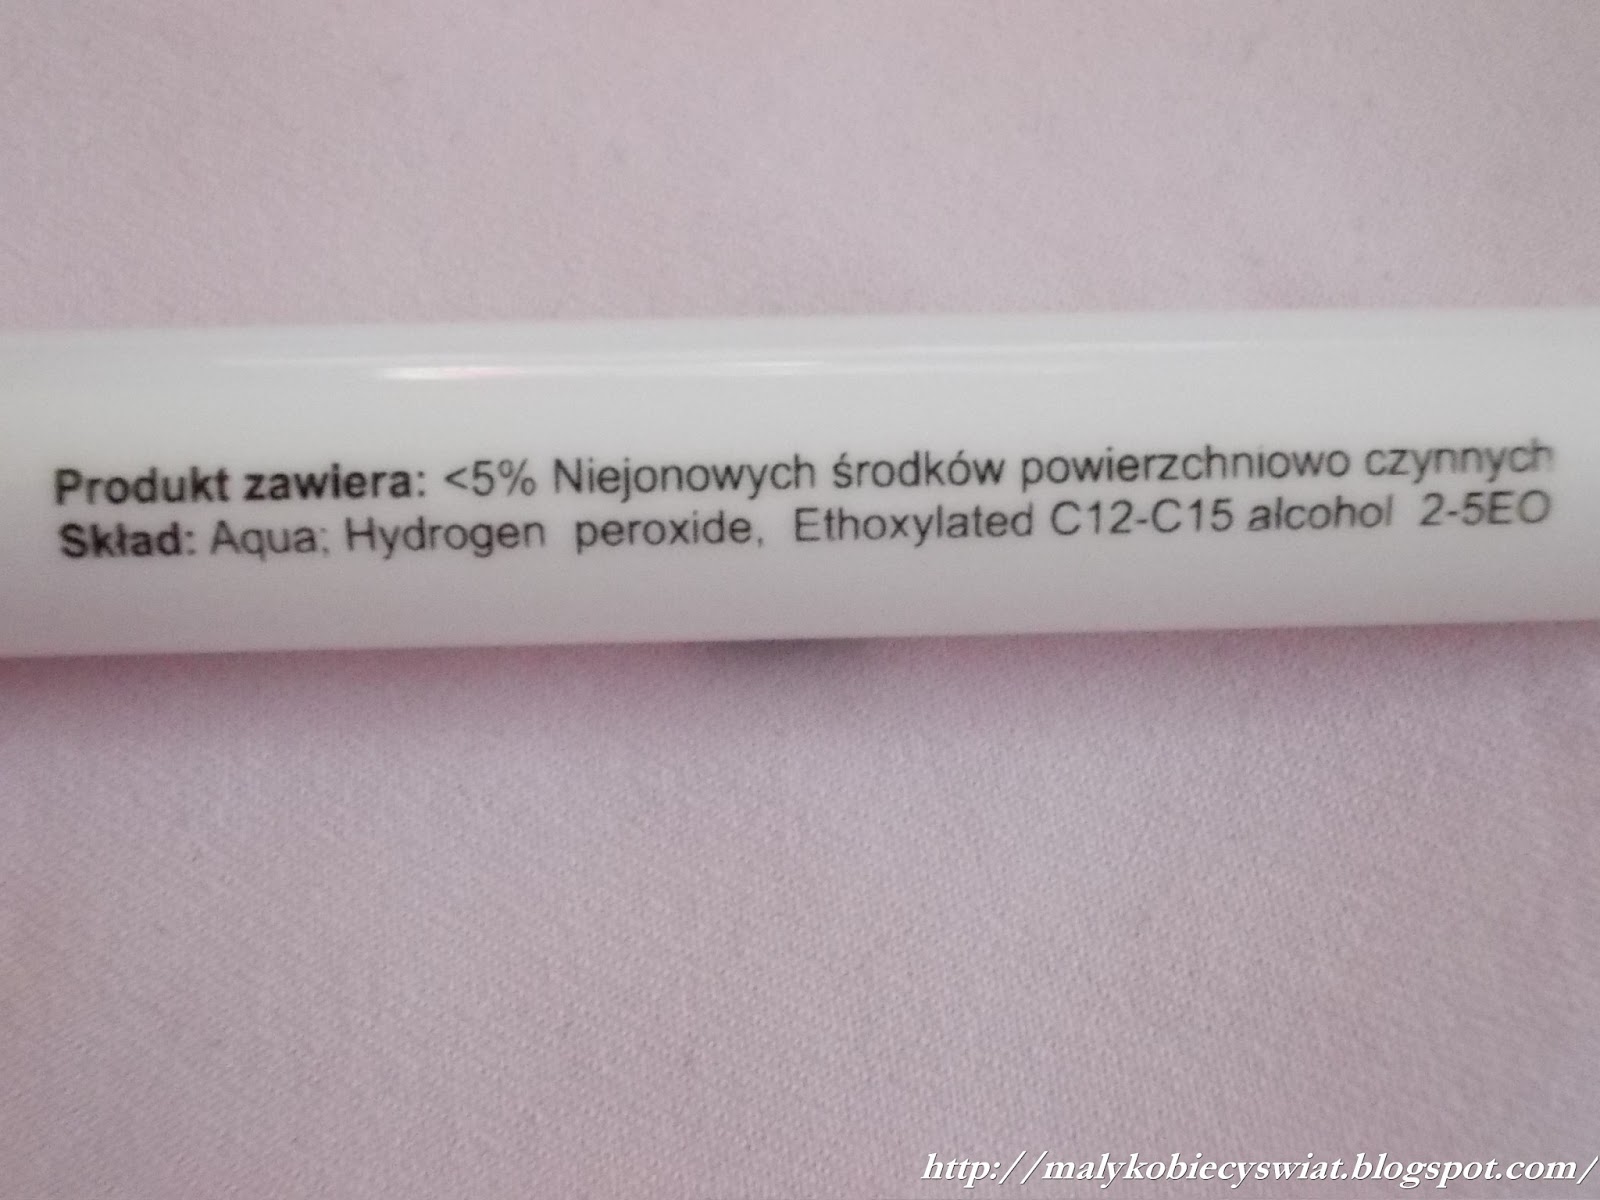 Produkt zawiera: <5% Niejonowych środków powierzchniowo czynnych
Skład: Aqua; Hydrogen peroxide, Ethoxylated C12-C15 alcohol 2-5EO
http://malykobiecyswiat.blogspot.com/